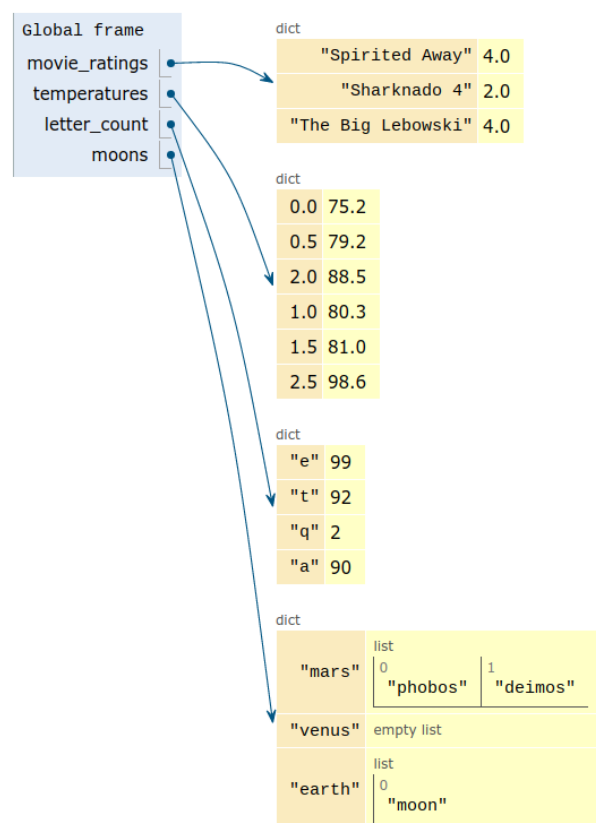 Global frame
movie_ratings
temperatures
letter_count
moons
dict
"Spirited Away" 4.0
"Sharknado 4" 2.0
"The Big Lebowski" 4.0
dict
0.0 75.2
0.5 79.2
2.0 88.5
1.0 80.3
1.5 81.0
2.5 98.6
dict
"e" 99
"t" 92
"q" 2
"a" 90
dict
list
0 1
"mars" "phobos" "deimos"
"venus" empty list
list
0
"earth" "moon"